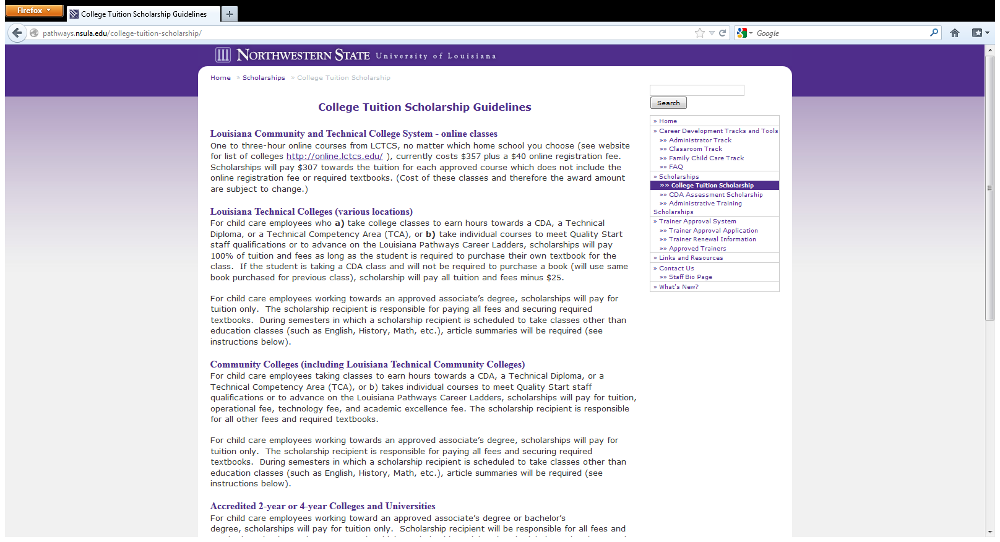 Firefox
College Tuition Scholarship Guidelines
pathways.nsula.edu/college-tuition-scholarship/
Google
Northwestern State University of Louisiana
Home » Scholarships » College Tuition Scholarship
College Tuition Scholarship Guidelines
Louisiana Community and Technical College System - online classes
One to three-hour online courses from LCTCS, no matter which home school you choose (see website
for list of colleges http://online.lctcs.edu/ ), currently costs $357 plus a $40 online registration fee.
Scholarships will pay $307 towards the tuition for each approved course which does not include the
online registration fee or required textbooks. (Cost of these classes and therefore the award amount
are subject to change.)
Louisiana Technical Colleges (various locations)
For child care employees who a) take college classes to earn hours towards a CDA, a Technical
Diploma, or a Technical Competency Area (TCA), or b) take individual courses to meet Quality Start
staff qualifications or to advance on the Louisiana Pathways Career Ladders, scholarships will pay
100% of tuition and fees as long as the student is required to purchase their own textbook for the
class.  If the student is taking a CDA class and will not be required to purchase a book (will use same
book purchased for previous class), scholarship will pay all tuition and fees minus $25.
For child care employees working towards an approved associate’s degree, scholarships will pay for
tuition only.  The scholarship recipient is responsible for paying all fees and securing required
textbooks.  During semesters in which a scholarship recipient is scheduled to take classes other than
education classes (such as English, History, Math, etc.), article summaries will be required (see
instructions below).
Community Colleges (including Louisiana Technical Community Colleges)
For child care employees taking classes to earn hours towards a CDA, a Technical Diploma, or a
Technical Competency Area (TCA), or b) takes individual courses to meet Quality Start staff
qualifications or to advance on the Louisiana Pathways Career Ladders, scholarships will pay for tuition,
operational fee, technology fee, and academic excellence fee. The scholarship recipient is responsible
for all other fees and required textbooks.
For child care employees working towards an approved associate’s degree, scholarships will pay for
tuition only.  The scholarship recipient is responsible for paying all fees and securing required
textbooks.  During semesters in which a scholarship recipient is scheduled to take classes other than
education classes (such as English, History, Math, etc.), article summaries will be required (see
instructions below).
Accredited 2-year or 4-year Colleges and Universities
For child care employees working toward an approved associate’s degree or bachelor’s
degree, scholarships will pay for tuition only.  Scholarship recipient will be responsible for all fees and
Search
» Home
» Career Development Tracks and Tools
»» Administrator Track
»» Classroom Track
»» Family Child Care Track
»» FAQ
» Scholarships
»» College Tuition Scholarship
»» CDA Assessment Scholarship
»» Administrative Training
Scholarships
» Trainer Approval System
»» Trainer Approval Application
»» Trainer Renewal Information
»» Approved Trainers
» Links and Resources
» Contact Us
»» Staff Bio Page
» What's New?